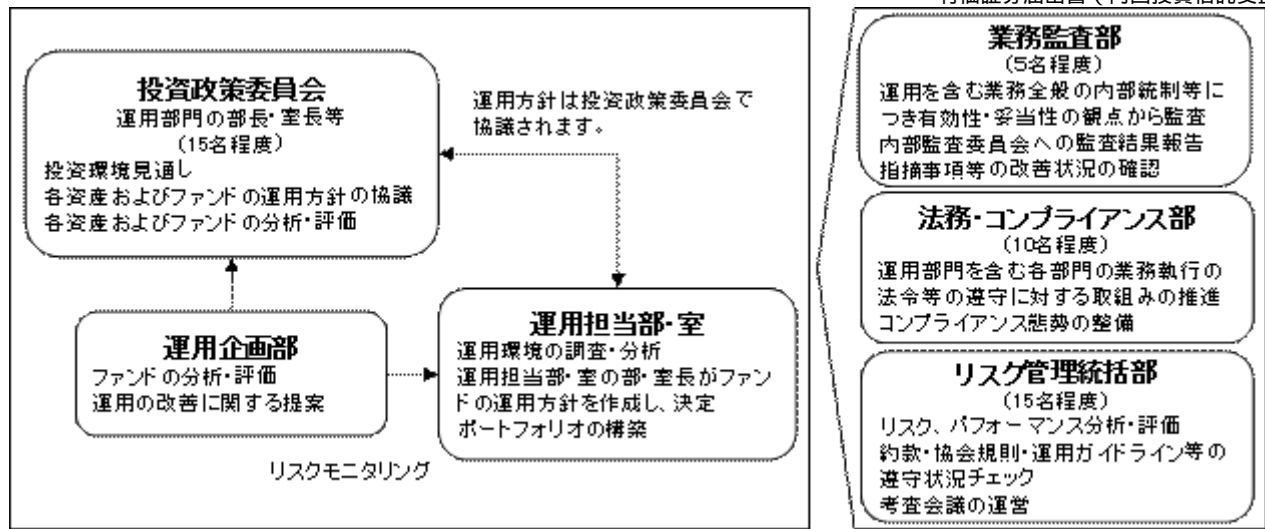 投資政策委員会
運用部門の部長・室長等
(15名程度)
投資環境見通し
各資産およびファンドの運用方針の協議
各資産およびファンドの分析・評価
運用方針は投資政策委員会で
協議されます。
運用企画部
ファンドの分析・評価
運用の改善に関する提案
運用担当部・室
運用環境の調査・分析
運用担当部・室の部・室長がファン
ドの運用方針を作成し、決定
ポートフォリオの構築
リスクモニタリング
業務監査部
(5名程度)
運用を含む業務全般の内部統制等に
つき有効性・妥当性の観点から監査
内部監査委員会への監査結果報告
指摘事項等の改善状況の確認
法務・コンプライアンス部
(10名程度)
運用部門を含む各部門の業務執行の
法令等の遵守に対する取組みの推進
コンプライアンス態勢の整備
リスク管理統括部
(15名程度)
リスク、パフォーマンス分析・評価
約款・協会規則・運用ガイドライン等の
遵守状況チェック
考査会議の運営